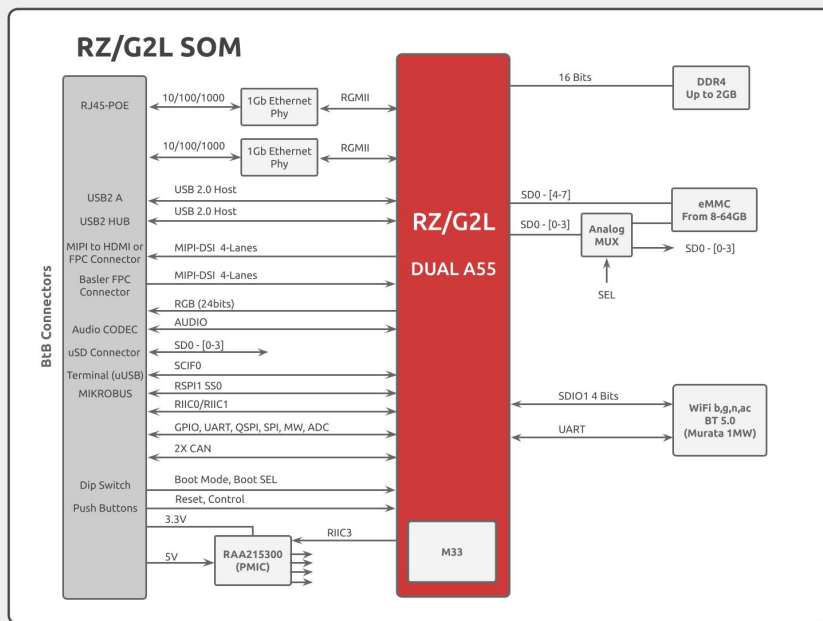 RZ/G2L SOM
BtB Connectors
RJ45-POE
10/100/1000
1Gb Ethernet
Phy
RGMII
10/100/1000
1Gb Ethernet
Phy
RGMII
USB2 A
USB 2.0 Host
USB2 HUB
USB 2.0 Host
MIPI to HDMI or
FPC Connector
MIPI-DSI 4-Lanes
Basler FPC
Connector
MIPI-DSI 4-Lanes
RGB (24bits)
Audio CODEC
AUDIO
uSD Connector
SD0 - [0-3]
Terminal (uUSB)
SCIF0
MIKROBUS
RSPI1 SS0
RIIC0/RIIC1
GPIO, UART, QSPI, SPI, MW, ADC
2X CAN
Dip Switch
Boot Mode, Boot SEL
Push Buttons
Reset, Control
3.3V
5V
RAA215300
(PMIC)
RIIC3
RZ/G2L
DUAL A55
M33
16 Bits
DDR4
Up to 2GB
SD0 - [4-7]
eMMC
From 8-64GB
SD0 - [0-3]
Analog
MUX
SD0 - [0-3]
SEL
SDIO1 4 Bits
UART
WiFi b,g,n,ac
BT 5.0
(Murata 1MW)